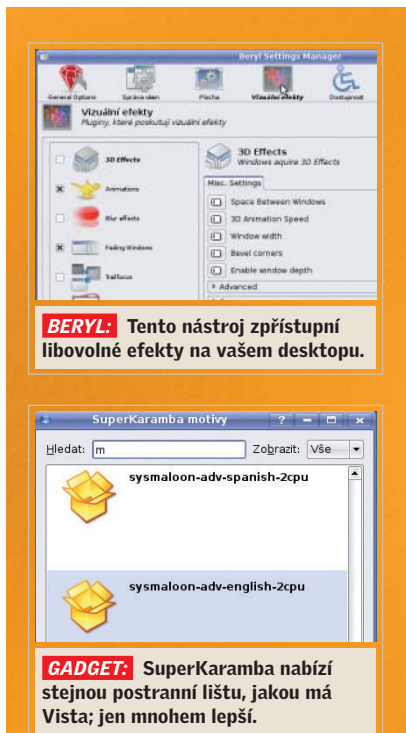 Beryl Settings Manager
General Options Správa oken Plocha Vizuální efekty Dostupnost
Vizuální efekty
Pluginy, které poskutují vizuální efekty
3D Effects
Animations
Blur effects
Fading Windows
Trailfocus
3D Effects
Windows aquire 3D Effects
Misc. Settings
Space Between Windows
3D Animation Speed
Window width
Bevel corners
Enable window depth
Advanced
BERYL: Tento nástroj zpřístupní
libovolné efekty na vašem desktopu.
SuperKaramba motivy
Hledat: m Zobrazit: Vše
sysmaloon-adv-spanish-2cpu
sysmaloon-adv-english-2cpu
GADGET: SuperKaramba nabízí
stejnou postranní lištu, jakou má
Vista; jen mnohem lepší.